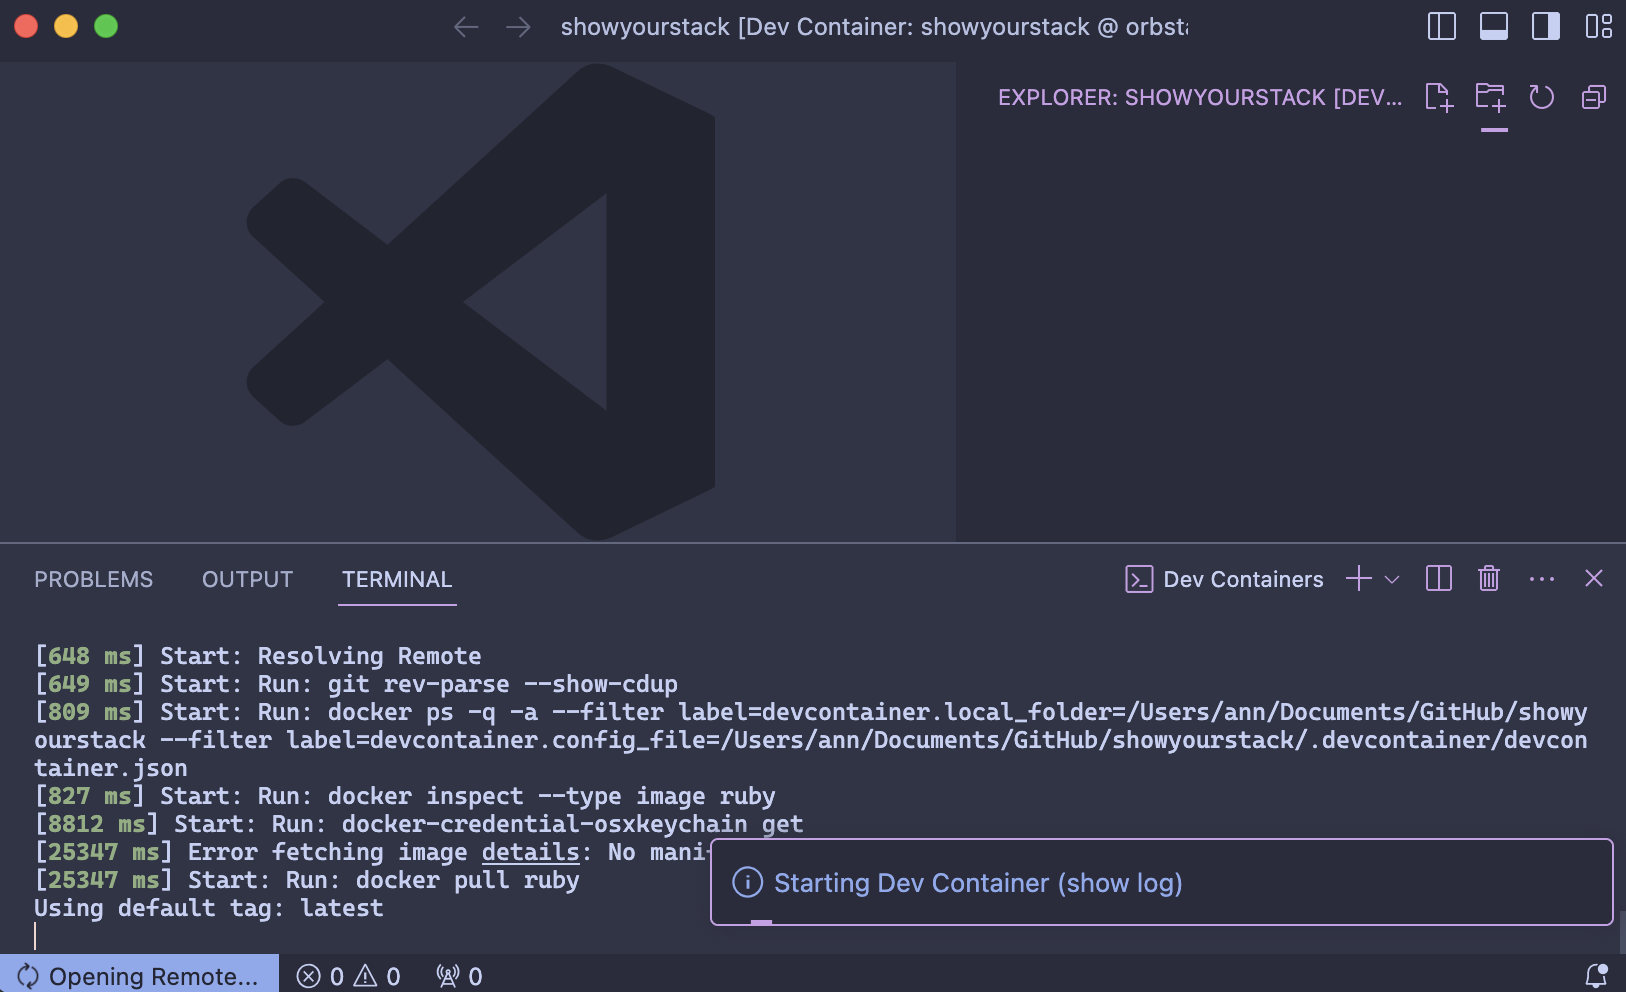 showyourstack [Dev Container: showyourstack @ orbsta
EXPLORER: SHOWYOURSTACK [DEV...
PROBLEMS OUTPUT TERMINAL Dev Containers
[648 ms] Start: Resolving Remote
[649 ms] Start: Run: git rev-parse --show-cdup
[809 ms] Start: Run: docker ps -q -a --filter label=devcontainer.local_folder=/Users/ann/Documents/GitHub/showy
ourstack --filter label=devcontainer.config_file=/Users/ann/Documents/GitHub/showyourstack/.devcontainer/devcon
tainer.json
[827 ms] Start: Run: docker inspect --type image ruby
[8812 ms] Start: Run: docker-credential-osxkeychain get
[25347 ms] Error fetching image details: No mani
[25347 ms] Start: Run: docker pull ruby
Using default tag: latest
Starting Dev Container (show log)
Opening Remote... 0 0 0